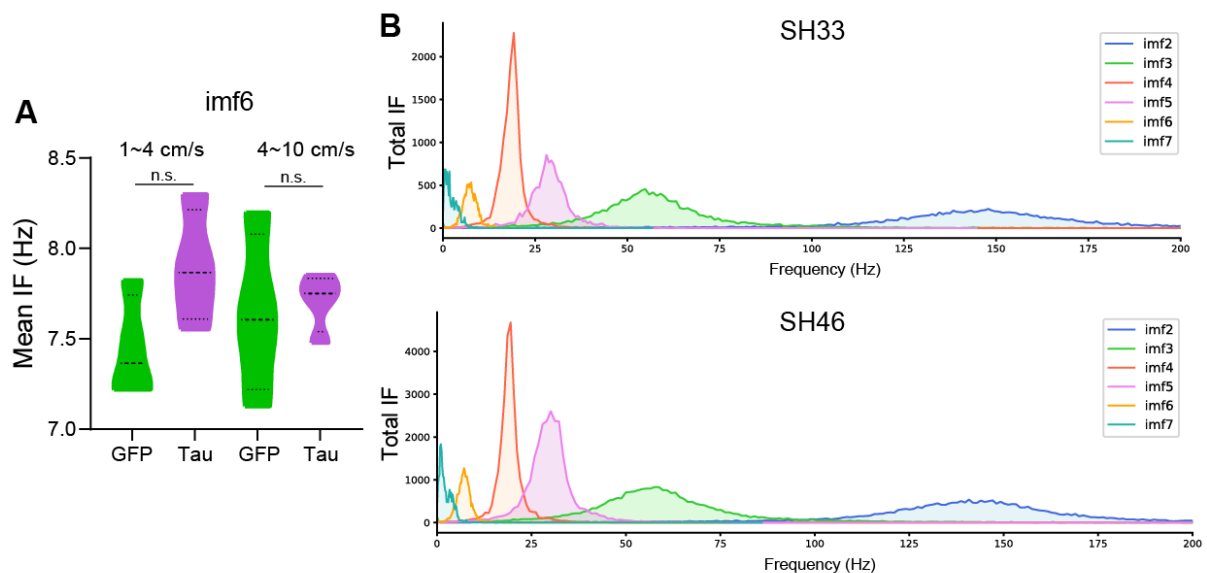 A
imf6
1~4 cm/s
4~10 cm/s
n.s.
n.s.
Mean IF (Hz)
8.5
8.0
7.5
7.0
GFP
Tau
GFP
Tau
B
SH33
Total IF
2000
1500
1000
500
0
0
25
50
75
100
125
150
175
200
Frequency (Hz)
imf2
imf3
imf4
imf5
imf6
imf7
SH46
Total IF
4000
3000
2000
1000
0
0
25
50
75
100
125
150
175
200
Frequency (Hz)
imf2
imf3
imf4
imf5
imf6
imf7